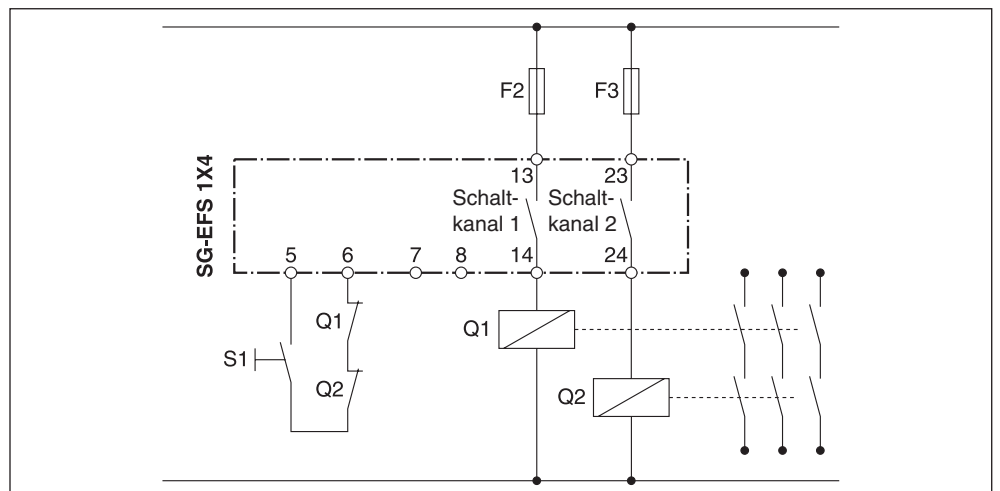 F2
F3
SG-EFS 1X4
13
23
Schalt-
kanal 1
Schalt-
kanal 2
5
6
7
8
14
24
Q1
Q1
S1
Q2
Q2